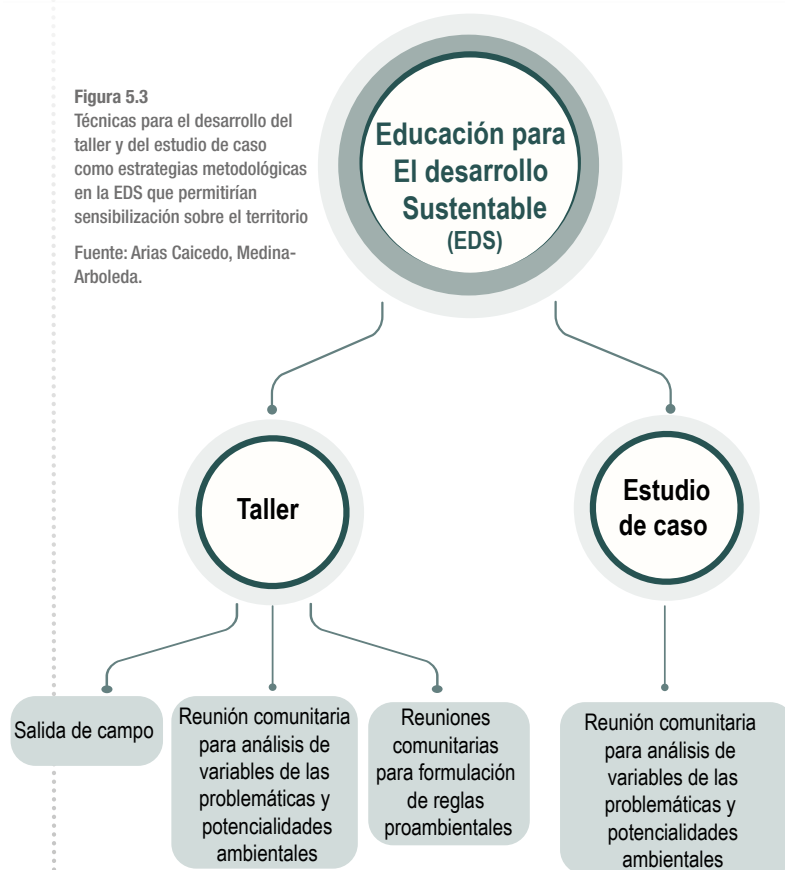 Figura 5.3
Técnicas para el desarrollo del
taller y del estudio de caso
como estrategias metodológicas
en la EDS que permitirían
sensibilización sobre el territorio
Fuente: Arias Caicedo, Medina-
Arboleda.
Educación para
El desarrollo
Sustentable
(EDS)
Taller
Estudio
de caso
Salida de campo
Reunión comunitaria
para análisis de
variables de las
problemáticas y
potencialidades
ambientales
Reuniones
comunitarias
para formulación
de reglas
proambientales
Reunión comunitaria
para análisis de
variables de las
problemáticas y
potencialidades
ambientales